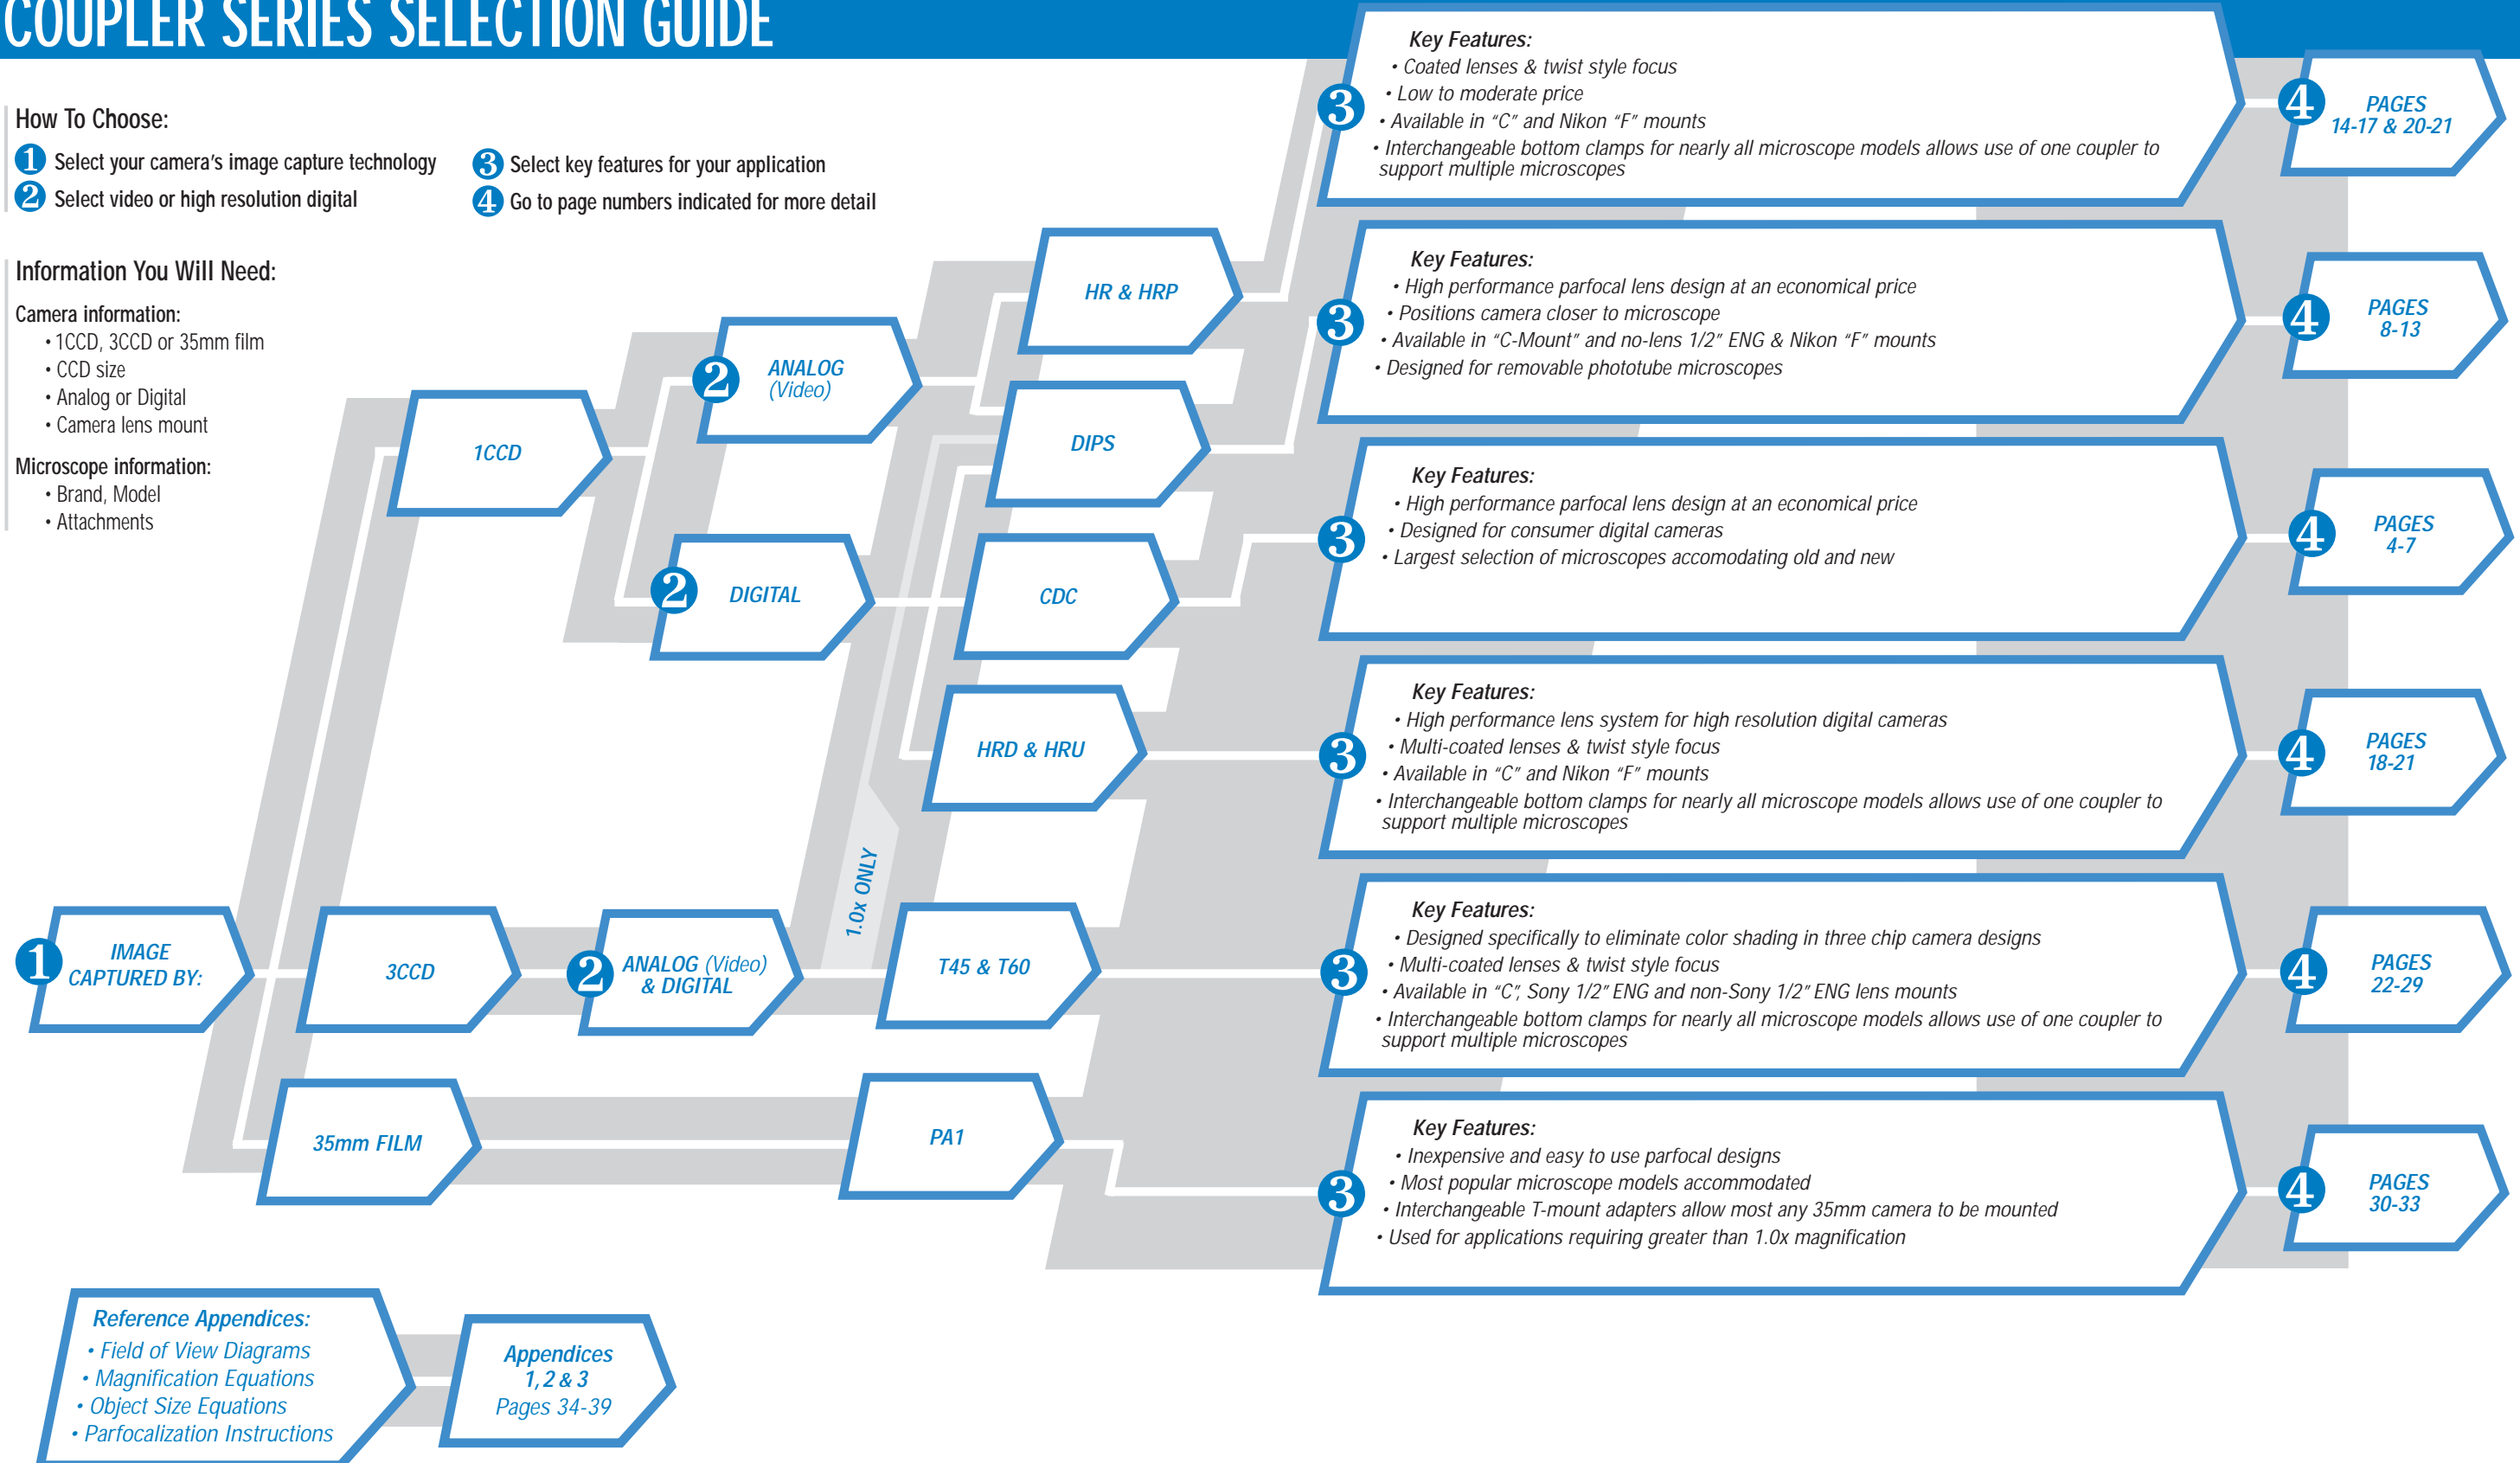 COUPLER SERIES SELECTION GUIDE
How To Choose:
1 Select your camera's image capture technology
2 Select video or high resolution digital
3 Select key features for your application
4 Go to page numbers indicated for more detail
Information You Will Need:
Camera information:
• 1CCD, 3CCD or 35mm film
• CCD size
• Analog or Digital
• Camera lens mount
Microscope information:
• Brand, Model
• Attachments
1 IMAGE
CAPTURED BY:
1CCD
3CCD
35mm FILM
2 ANALOG
(Video)
2 DIGITAL
2 ANALOG (Video)
& DIGITAL
1.0x ONLY
HR & HRP
DIPS
CDC
HRD & HRU
T45 & T60
PA1
3 Key Features:
• Coated lenses & twist style focus
• Low to moderate price
• Available in “C” and Nikon “F” mounts
• Interchangeable bottom clamps for nearly all microscope models allows use of one coupler to
support multiple microscopes
4 PAGES
14-17 & 20-21
3 Key Features:
• High performance parfocal lens design at an economical price
• Positions camera closer to microscope
• Available in “C-Mount” and no-lens 1/2” ENG & Nikon “F” mounts
• Designed for removable phototube microscopes
4 PAGES
8-13
3 Key Features:
• High performance parfocal lens design at an economical price
• Designed for consumer digital cameras
• Largest selection of microscopes accomodating old and new
4 PAGES
4-7
3 Key Features:
• High performance lens system for high resolution digital cameras
• Multi-coated lenses & twist style focus
• Available in “C” and Nikon “F” mounts
• Interchangeable bottom clamps for nearly all microscope models allows use of one coupler to
support multiple microscopes
4 PAGES
18-21
3 Key Features:
• Designed specifically to eliminate color shading in three chip camera designs
• Multi-coated lenses & twist style focus
• Available in “C”, Sony 1/2” ENG and non-Sony 1/2” ENG lens mounts
• Interchangeable bottom clamps for nearly all microscope models allows use of one coupler to
support multiple microscopes
4 PAGES
22-29
3 Key Features:
• Inexpensive and easy to use parfocal designs
• Most popular microscope models accommodated
• Interchangeable T-mount adapters allow most any 35mm camera to be mounted
• Used for applications requiring greater than 1.0x magnification
4 PAGES
30-33
Reference Appendices:
• Field of View Diagrams
• Magnification Equations
• Object Size Equations
• Parfocalization Instructions
Appendices
1, 2 & 3
Pages 34-39